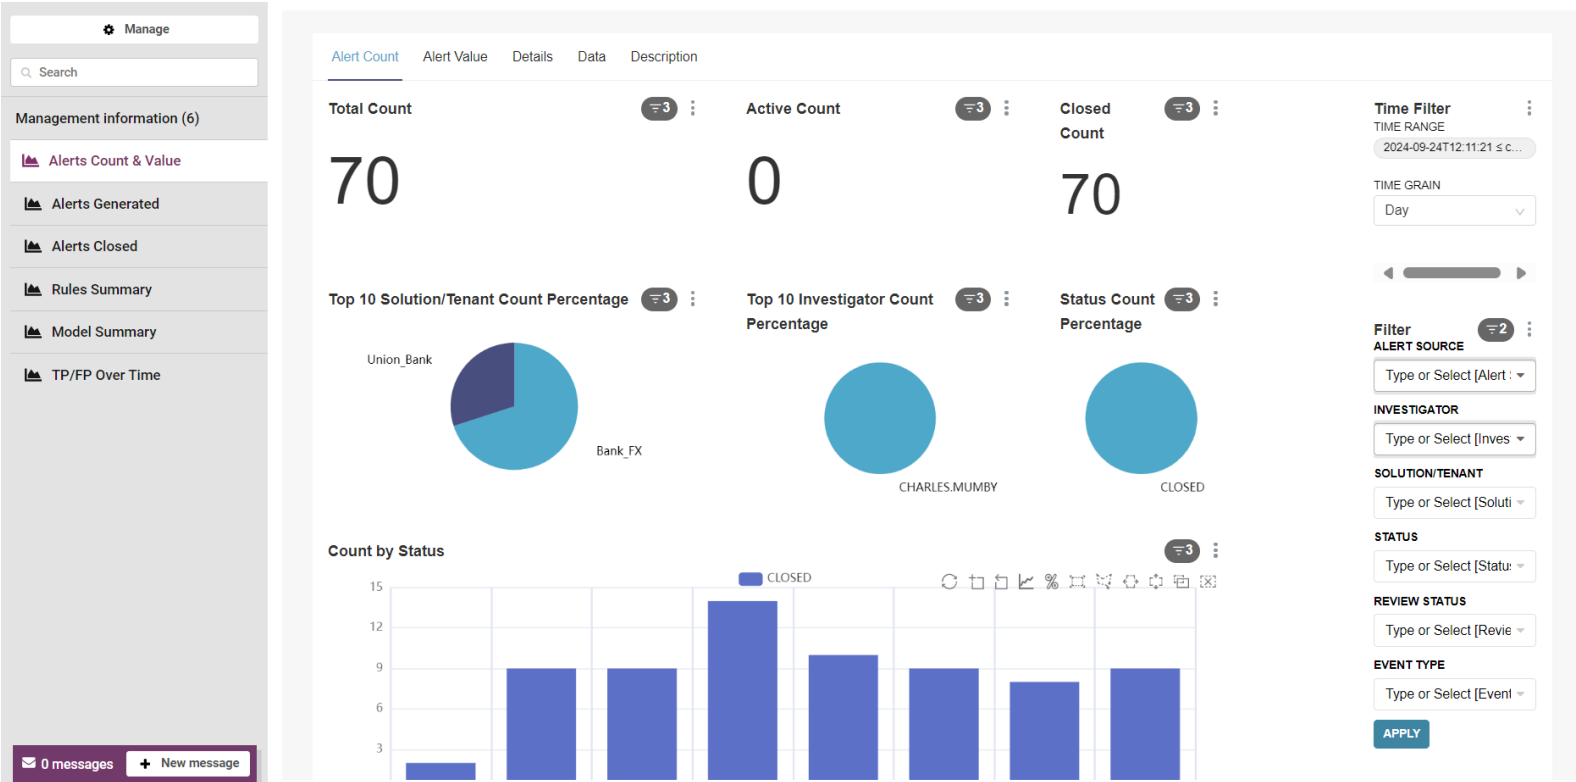 Manage
Search
Management information (6)
Alerts Count & Value
Alerts Generated
Alerts Closed
Rules Summary
Model Summary
TP/FP Over Time
0 messages
New message
Alert Count
Alert Value
Details
Data
Description
Total Count
3
70
Active Count
3
0
Closed
Count
3
70
Time Filter
TIME RANGE
2024-09-24T12:11:21 ≤ c...
TIME GRAIN
Day
Top 10 Solution/Tenant Count Percentage
3
Union_Bank
Bank_FX
Top 10 Investigator Count
Percentage
3
CHARLES.MUMBY
Status Count
Percentage
3
CLOSED
Filter
2
ALERT SOURCE
Type or Select [Alert
INVESTIGATOR
Type or Select [Inves
SOLUTION/TENANT
Type or Select [Soluti
STATUS
Type or Select [Statu
REVIEW STATUS
Type or Select [Revie
EVENT TYPE
Type or Select [Event
APPLY
Count by Status
3
CLOSED
15
12
9
6
3